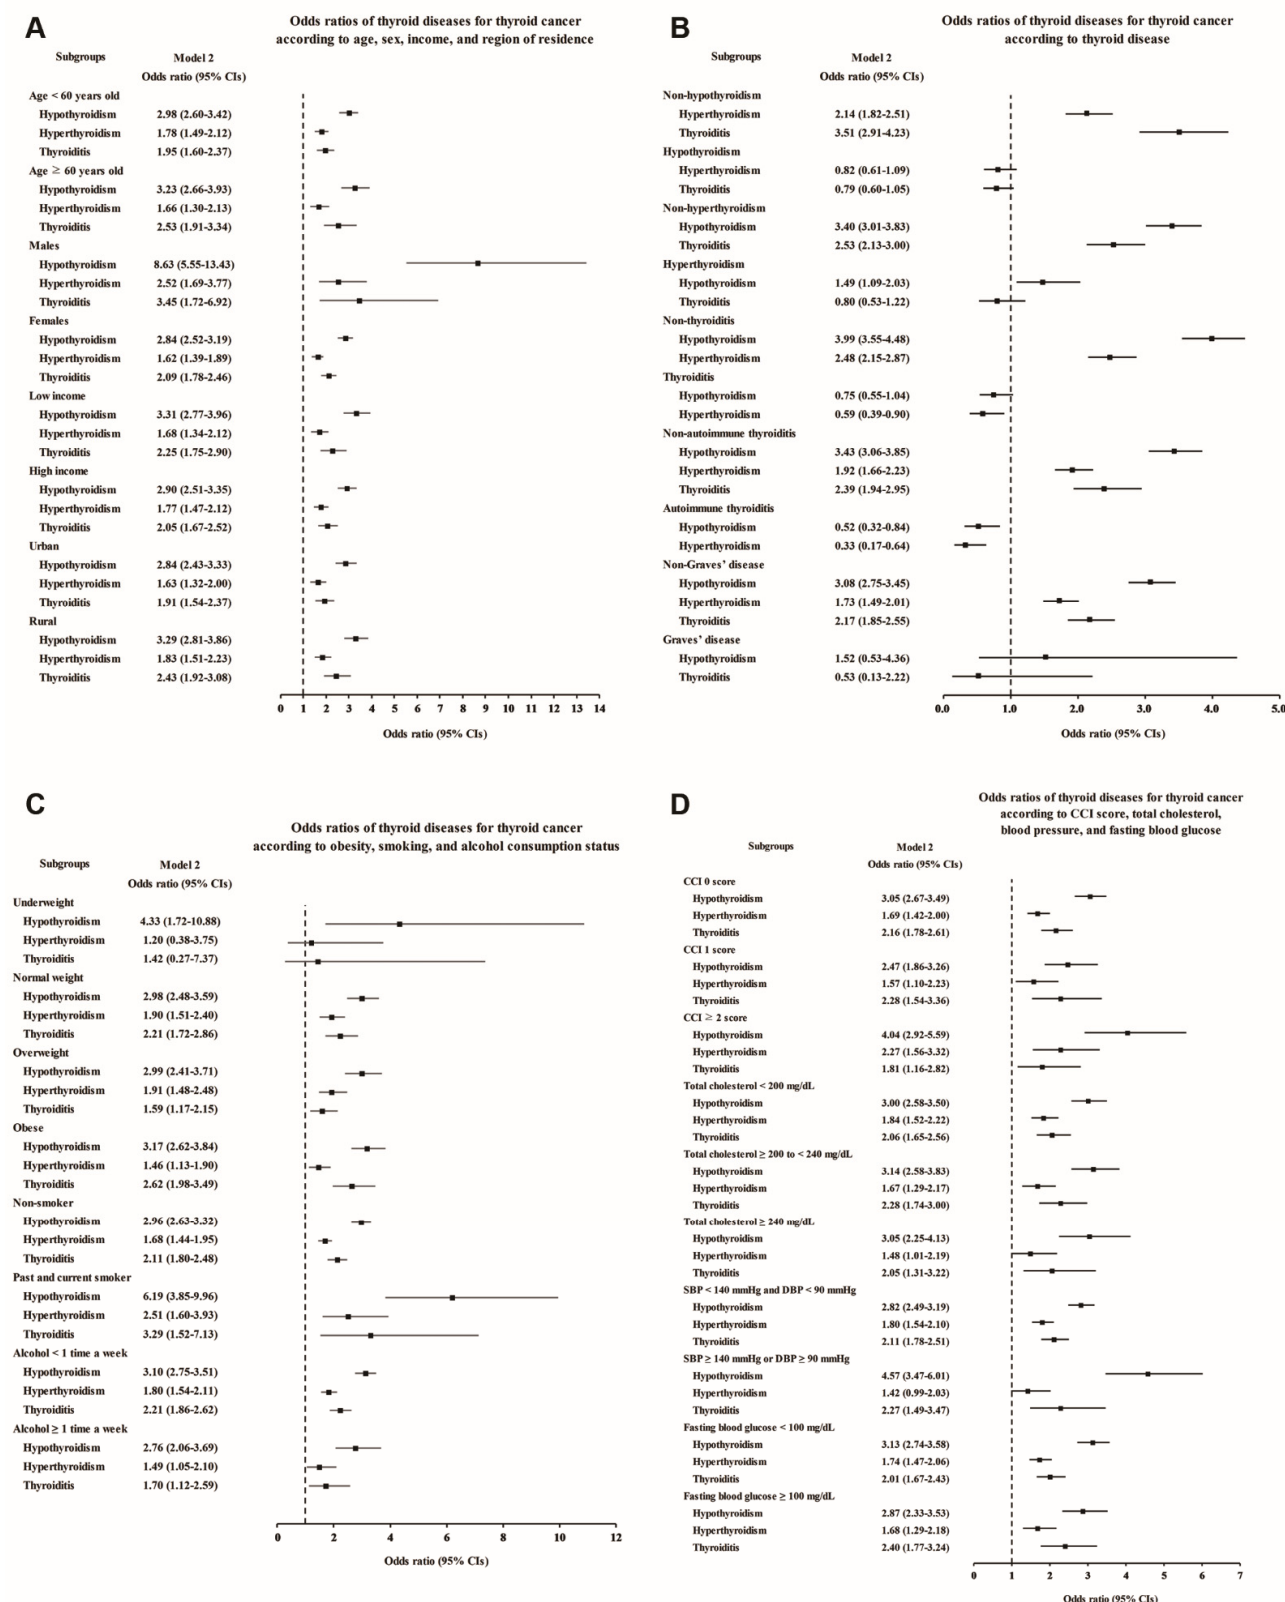 A
Odds ratios of thyroid diseases for thyroid cancer
according to age, sex, income, and region of residence
Subgroups Model 2
Odds ratio (95% CIs)
Age < 60 years old
Hypothyroidism 2.98 (2.60-3.42)
Hyperthyroidism 1.78 (1.49-2.12)
Thyroiditis 1.95 (1.60-2.37)
Age ≥ 60 years old
Hypothyroidism 3.23 (2.66-3.93)
Hyperthyroidism 1.66 (1.30-2.13)
Thyroiditis 2.53 (1.91-3.34)
Males
Hypothyroidism 8.63 (5.55-13.43)
Hyperthyroidism 2.52 (1.69-3.77)
Thyroiditis 3.45 (1.72-6.92)
Females
Hypothyroidism 2.84 (2.52-3.19)
Hyperthyroidism 1.62 (1.39-1.89)
Thyroiditis 2.09 (1.78-2.46)
Low income
Hypothyroidism 3.31 (2.77-3.96)
Hyperthyroidism 1.68 (1.34-2.12)
Thyroiditis 2.25 (1.75-2.90)
High income
Hypothyroidism 2.90 (2.51-3.35)
Hyperthyroidism 1.77 (1.47-2.12)
Thyroiditis 2.05 (1.67-2.52)
Urban
Hypothyroidism 2.84 (2.43-3.33)
Hyperthyroidism 1.63 (1.32-2.00)
Thyroiditis 1.91 (1.54-2.37)
Rural
Hypothyroidism 3.29 (2.81-3.86)
Hyperthyroidism 1.83 (1.51-2.23)
Thyroiditis 2.43 (1.92-3.08)
0 1 2 3 4 5 6 7 8 9 10 11 12 13 14
Odds ratio (95% CIs)
B
Odds ratios of thyroid diseases for thyroid cancer
according to thyroid disease
Subgroups Model 2
Odds ratio (95% CIs)
Non-hypothyroidism
Hyperthyroidism 2.14 (1.82-2.51)
Thyroiditis 3.51 (2.91-4.23)
Hypothyroidism
Hyperthyroidism 0.82 (0.61-1.09)
Thyroiditis 0.79 (0.60-1.05)
Non-hyperthyroidism
Hypothyroidism 3.40 (3.01-3.83)
Thyroiditis 2.53 (2.13-3.00)
Hyperthyroidism
Hypothyroidism 1.49 (1.09-2.03)
Thyroiditis 0.80 (0.53-1.22)
Non-thyroiditis
Hypothyroidism 3.99 (3.55-4.48)
Hyperthyroidism 2.48 (2.15-2.87)
Thyroiditis
Hypothyroidism 0.75 (0.55-1.04)
Hyperthyroidism 0.59 (0.39-0.90)
Non-autoimmune thyroiditis
Hypothyroidism 3.43 (3.06-3.85)
Hyperthyroidism 1.92 (1.66-2.23)
Thyroiditis 2.39 (1.94-2.95)
Autoimmune thyroiditis
Hypothyroidism 0.52 (0.32-0.84)
Hyperthyroidism 0.33 (0.17-0.64)
Non-Graves' disease
Hypothyroidism 3.08 (2.75-3.45)
Hyperthyroidism 1.73 (1.49-2.01)
Thyroiditis 2.17 (1.85-2.55)
Graves' disease
Hypothyroidism 1.52 (0.53-4.36)
Thyroiditis 0.53 (0.13-2.22)
0.0 1.0 2.0 3.0 4.0 5.0
Odds ratio (95% CIs)
C
Odds ratios of thyroid diseases for thyroid cancer
according to obesity, smoking, and alcohol consumption status
Subgroups Model 2
Odds ratio (95% CIs)
Underweight
Hypothyroidism 4.33 (1.72-10.88)
Hyperthyroidism 1.20 (0.38-3.75)
Thyroiditis 1.42 (0.27-7.37)
Normal weight
Hypothyroidism 2.98 (2.48-3.59)
Hyperthyroidism 1.90 (1.51-2.40)
Thyroiditis 2.21 (1.72-2.86)
Overweight
Hypothyroidism 2.99 (2.41-3.71)
Hyperthyroidism 1.91 (1.48-2.48)
Thyroiditis 1.59 (1.17-2.15)
Obese
Hypothyroidism 3.17 (2.62-3.84)
Hyperthyroidism 1.46 (1.13-1.90)
Thyroiditis 2.62 (1.98-3.49)
Non-smoker
Hypothyroidism 2.96 (2.63-3.32)
Hyperthyroidism 1.68 (1.44-1.95)
Thyroiditis 2.11 (1.80-2.48)
Past and current smoker
Hypothyroidism 6.19 (3.85-9.96)
Hyperthyroidism 2.51 (1.60-3.93)
Thyroiditis 3.29 (1.52-7.13)
Alcohol < 1 time a week
Hypothyroidism 3.10 (2.75-3.51)
Hyperthyroidism 1.80 (1.54-2.11)
Thyroiditis 2.21 (1.86-2.62)
Alcohol ≥ 1 time a week
Hypothyroidism 2.76 (2.06-3.69)
Hyperthyroidism 1.49 (1.05-2.10)
Thyroiditis 1.70 (1.12-2.59)
0 2 4 6 8 10 12
Odds ratio (95% CIs)
D
Odds ratios of thyroid diseases for thyroid cancer
according to CCI score, total cholesterol,
blood pressure, and fasting blood glucose
Subgroups Model 2
Odds ratio (95% CIs)
CCI 0 score
Hypothyroidism 3.05 (2.67-3.49)
Hyperthyroidism 1.69 (1.42-2.00)
Thyroiditis 2.16 (1.78-2.61)
CCI 1 score
Hypothyroidism 2.47 (1.86-3.26)
Hyperthyroidism 1.57 (1.10-2.23)
Thyroiditis 2.28 (1.54-3.36)
CCI ≥ 2 score
Hypothyroidism 4.04 (2.92-5.59)
Hyperthyroidism 2.27 (1.56-3.32)
Thyroiditis 1.81 (1.16-2.82)
Total cholesterol < 200 mg/dL
Hypothyroidism 3.00 (2.58-3.50)
Hyperthyroidism 1.84 (1.52-2.22)
Thyroiditis 2.06 (1.65-2.56)
Total cholesterol ≥ 200 to < 240 mg/dL
Hypothyroidism 3.14 (2.58-3.83)
Hyperthyroidism 1.67 (1.29-2.17)
Thyroiditis 2.28 (1.74-3.00)
Total cholesterol ≥ 240 mg/dL
Hypothyroidism 3.05 (2.25-4.13)
Hyperthyroidism 1.48 (1.01-2.19)
Thyroiditis 2.05 (1.31-3.22)
SBP < 140 mmHg and DBP < 90 mmHg
Hypothyroidism 2.82 (2.49-3.19)
Hyperthyroidism 1.80 (1.54-2.10)
Thyroiditis 2.11 (1.78-2.51)
SBP ≥ 140 mmHg or DBP ≥ 90 mmHg
Hypothyroidism 4.57 (3.47-6.01)
Hyperthyroidism 1.42 (0.99-2.03)
Thyroiditis 2.27 (1.49-3.47)
Fasting blood glucose < 100 mg/dL
Hypothyroidism 3.13 (2.74-3.58)
Hyperthyroidism 1.74 (1.47-2.06)
Thyroiditis 2.01 (1.67-2.43)
Fasting blood glucose ≥ 100 mg/dL
Hypothyroidism 2.87 (2.33-3.53)
Hyperthyroidism 1.68 (1.29-2.18)
Thyroiditis 2.40 (1.77-3.24)
0 1 2 3 4 5 6 7
Odds ratio (95% CIs)